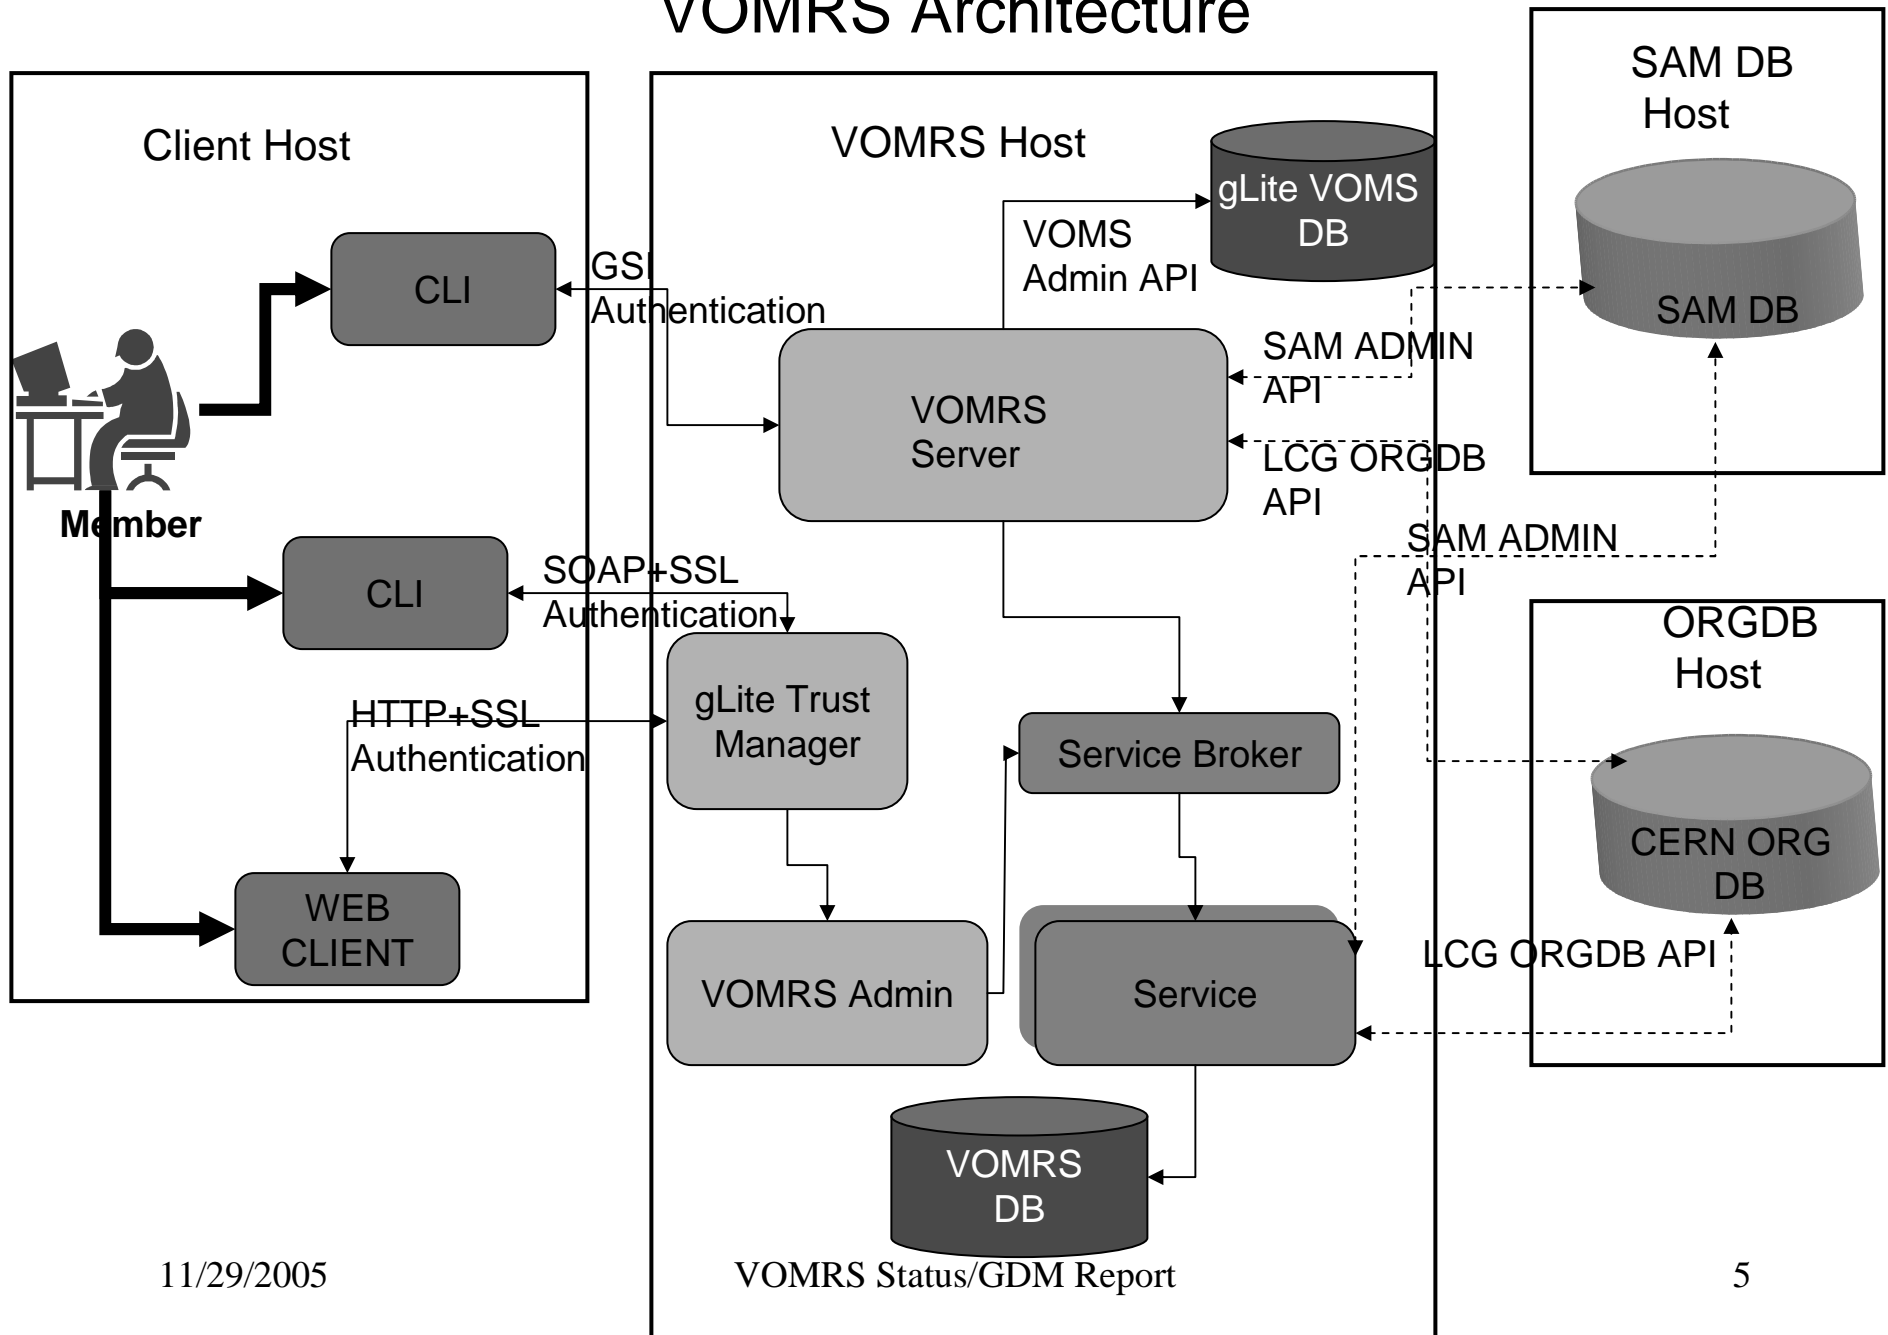 VOMRS Architecture
Client Host
VOMRS Host
SAM DB
Host
gLite VOMS
DB
VOMS
Admin API
CLI
GSI
Authentication
SAM DB
SAM ADMIN
API
VOMRS
Server
LCG ORGDB
API
Member
SAM ADMIN
API
CLI
SOAP+SSL
Authentication
ORGDB
Host
gLite Trust
Manager
HTTP+SSL
Authentication
Service Broker
CERN ORG
DB
WEB
CLIENT
LCG ORGDB API
VOMRS Admin
Service
VOMRS
DB
11/29/2005
VOMRS Status/GDM Report
5